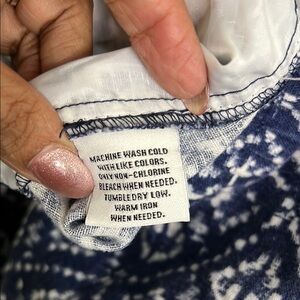 MACHINE WASH COLD
WITH LIKE COLORS.
ONLY NON-CHLORINE
BLEACH WHEN NEEDED.
TUMBLE DRY LOW.
WARM IRON
WHEN NEEDED.